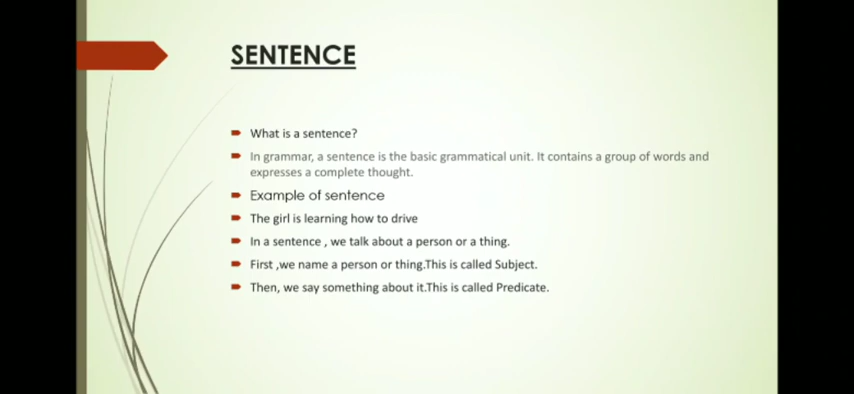 SENTENCE
What is a sentence?
In grammar, a sentence is the basic grammatical unit. It contains a group of words and
expresses a complete thought.
Example of sentence
The girl is learning how to drive
In a sentence , we talk about a person or a thing.
First ,we name a person or thing.This is called Subject.
Then, we say something about it.This is called Predicate.